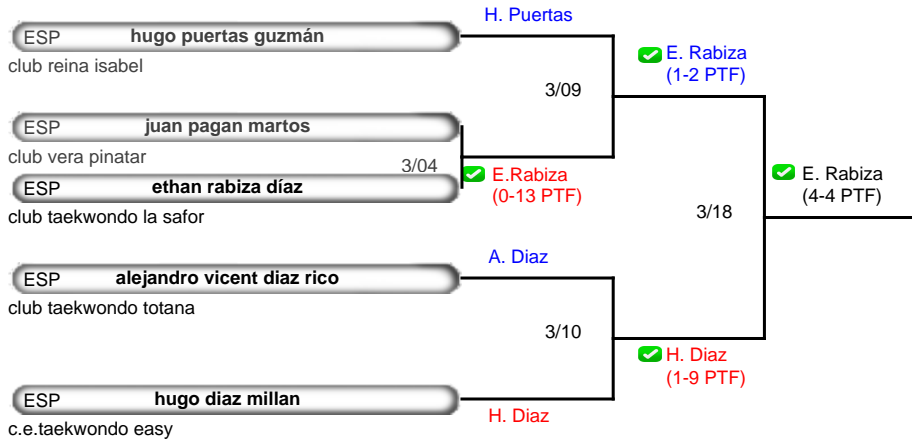 H. Puertas
ESP hugo puertas guzmán
club reina isabel
E. Rabiza
(1-2 PTF)
3/09
ESP juan pagan martos
club vera pinatar
3/04
E.Rabiza
(0-13 PTF)
ESP ethan rabiza díaz
club taekwondo la safor
E. Rabiza
(4-4 PTF)
3/18
A. Diaz
ESP alejandro vicent diaz rico
club taekwondo totana
3/10
H. Diaz
(1-9 PTF)
ESP hugo diaz millan
H. Diaz
c.e.taekwondo easy